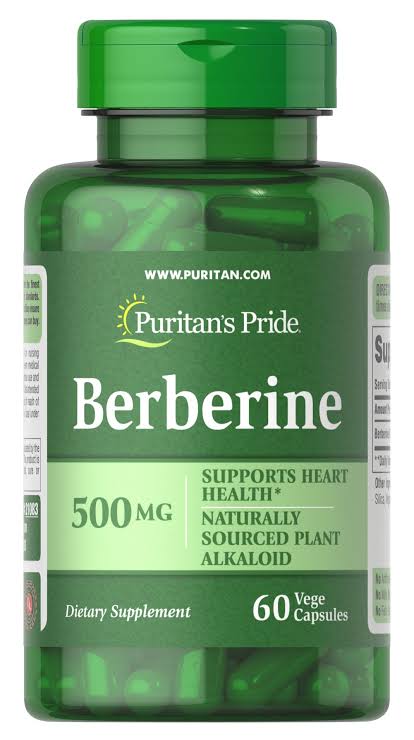 WWW.PURITAN.COM
Puritan's Pride
Berberine
500 MG
SUPPORTS HEART
HEALTH*
NATURALLY
SOURCED PLANT
ALKALOID
Dietary Supplement
60 Vege
Capsules